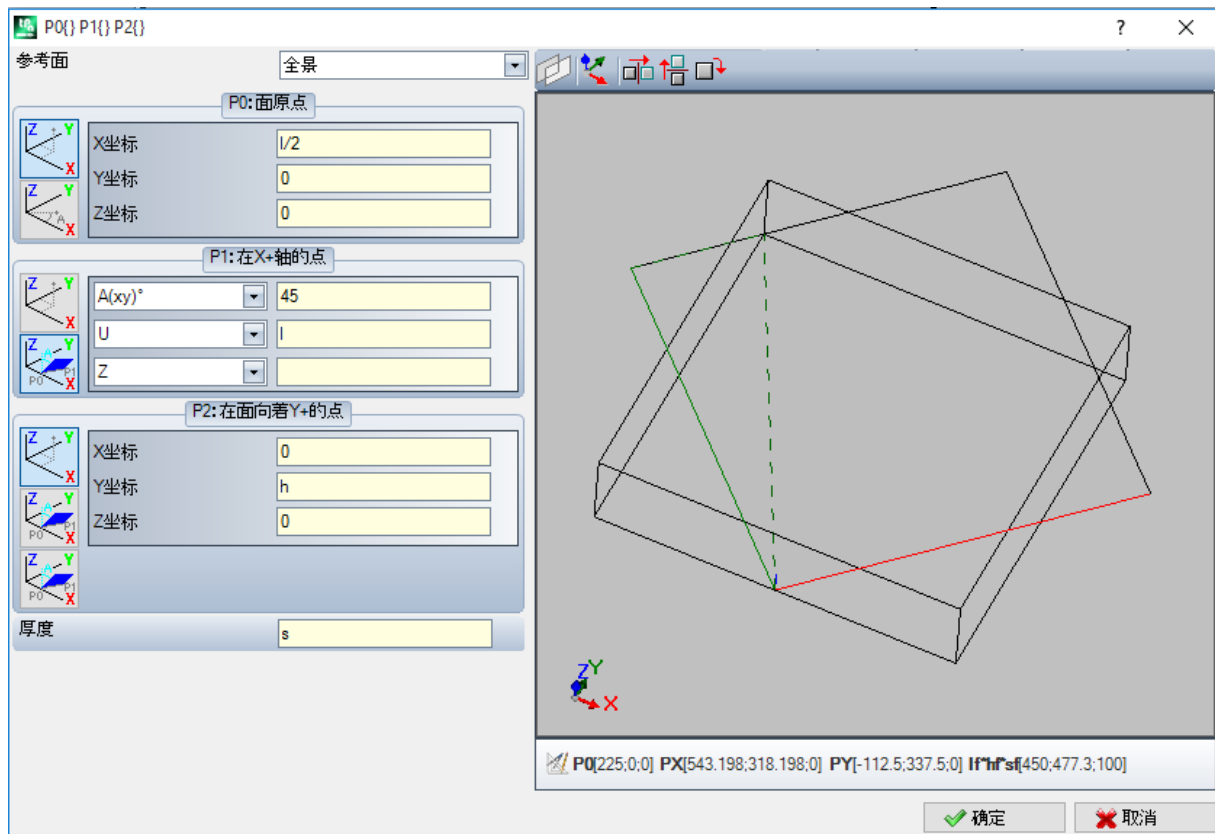 P0{} P1{} P2{}
? ×
参考面 全景
P0:面原点
X坐标 l/2
Y坐标 0
Z坐标 0
P1:在X+轴的点
A(xy)° 45
U l
Z
P2:在面向着Y+的点
X坐标 0
Y坐标 h
Z坐标 0
厚度 s
Z Y
X
P0[225;0;0] PX[543.198;318.198;0] PY[-112.5;337.5;0] lf*hf*sf[450;477.3;100]
确定 取消